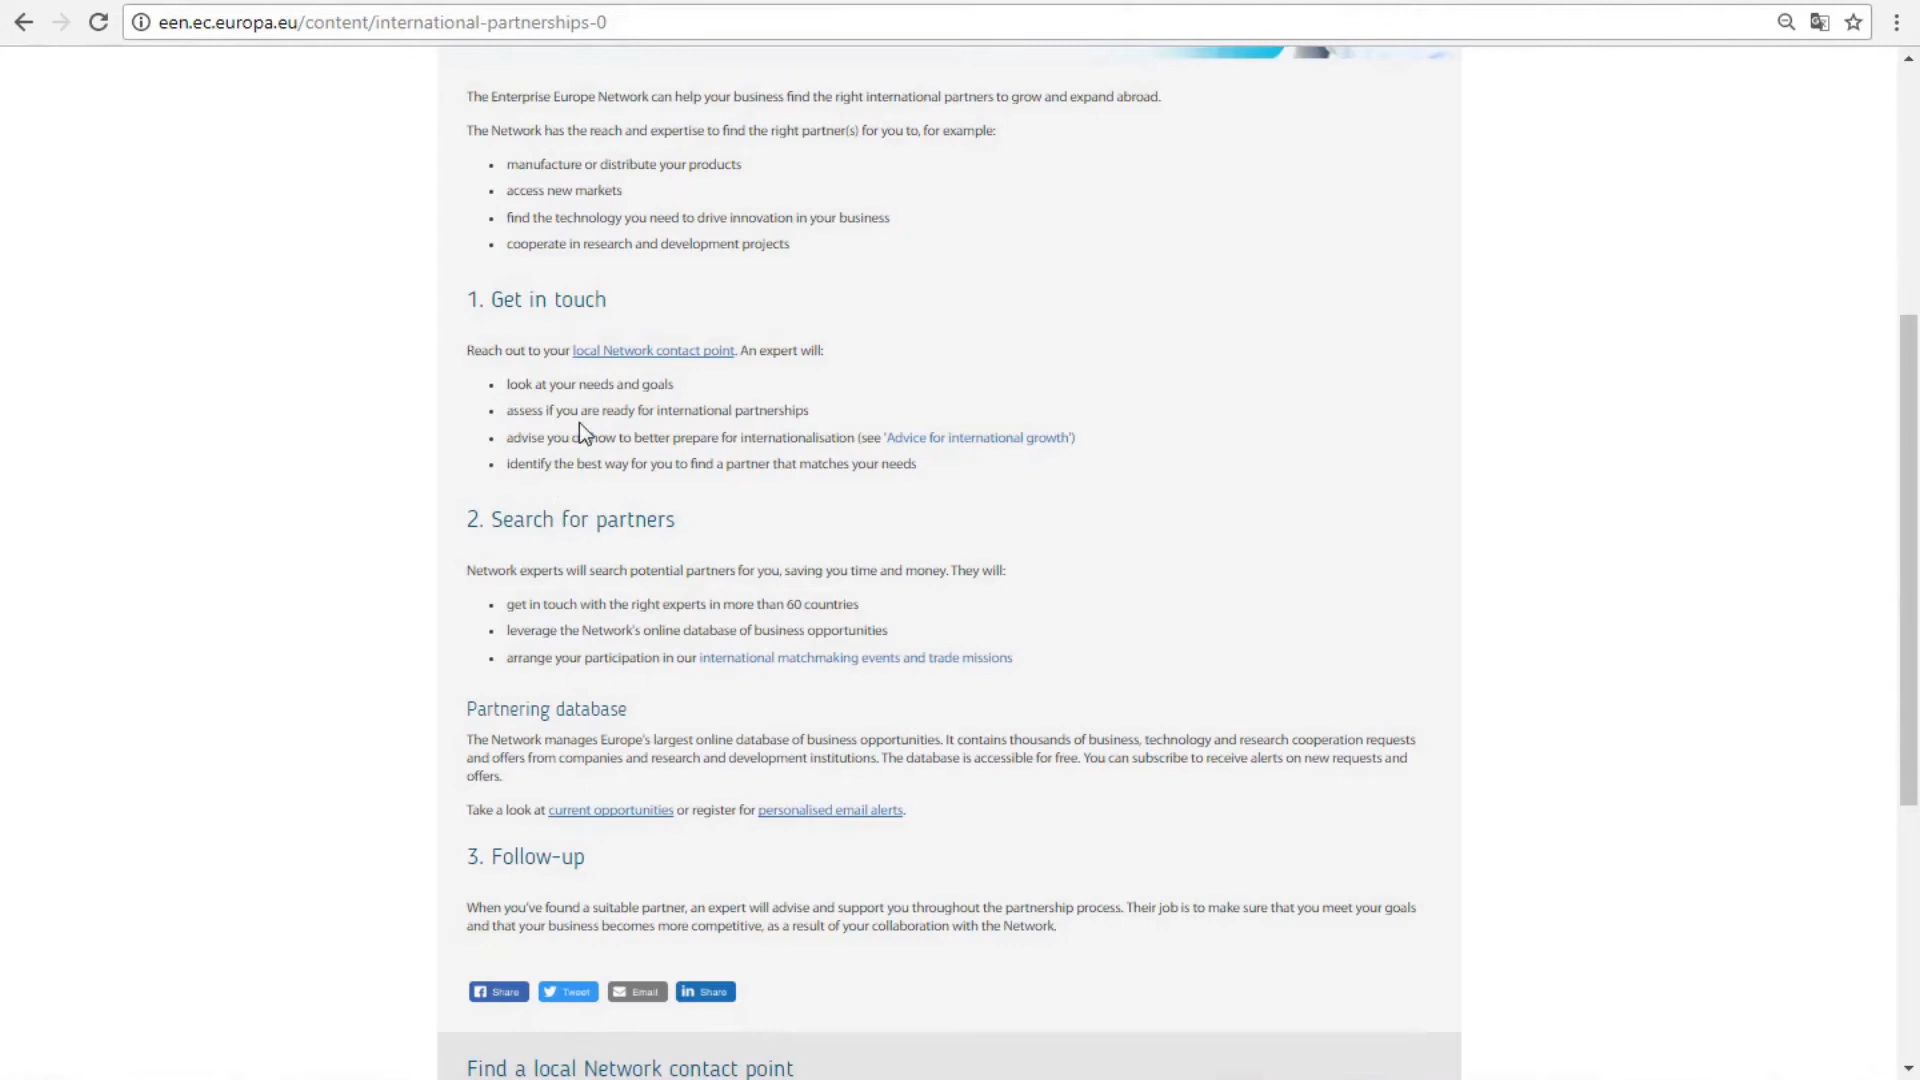 een.ec.europa.eu/content/international-partnerships-0
The Enterprise Europe Network can help your business find the right international partners to grow and expand abroad.
The Network has the reach and expertise to find the right partner(s) for you to, for example:
manufacture or distribute your products
access new markets
find the technology you need to drive innovation in your business
cooperate in research and development projects
1. Get in touch
Reach out to your local Network contact point. An expert will:
look at your needs and goals
assess if you are ready for international partnerships
advise you how to better prepare for internationalisation (see 'Advice for international growth')
identify the best way for you to find a partner that matches your needs
2. Search for partners
Network experts will search potential partners for you, saving you time and money. They will:
get in touch with the right experts in more than 60 countries
leverage the Network's online database of business opportunities
arrange your participation in our international matchmaking events and trade missions
Partnering database
The Network manages Europe's largest online database of business opportunities. It contains thousands of business, technology and research cooperation requests
and offers from companies and research and development institutions. The database is accessible for free. You can subscribe to receive alerts on new requests and
offers.
Take a look at current opportunities or register for personalised email alerts.
3. Follow-up
When you've found a suitable partner, an expert will advise and support you throughout the partnership process. Their job is to make sure that you meet your goals
and that your business becomes more competitive, as a result of your collaboration with the Network.
Share Tweet Email Share
Find a local Network contact point